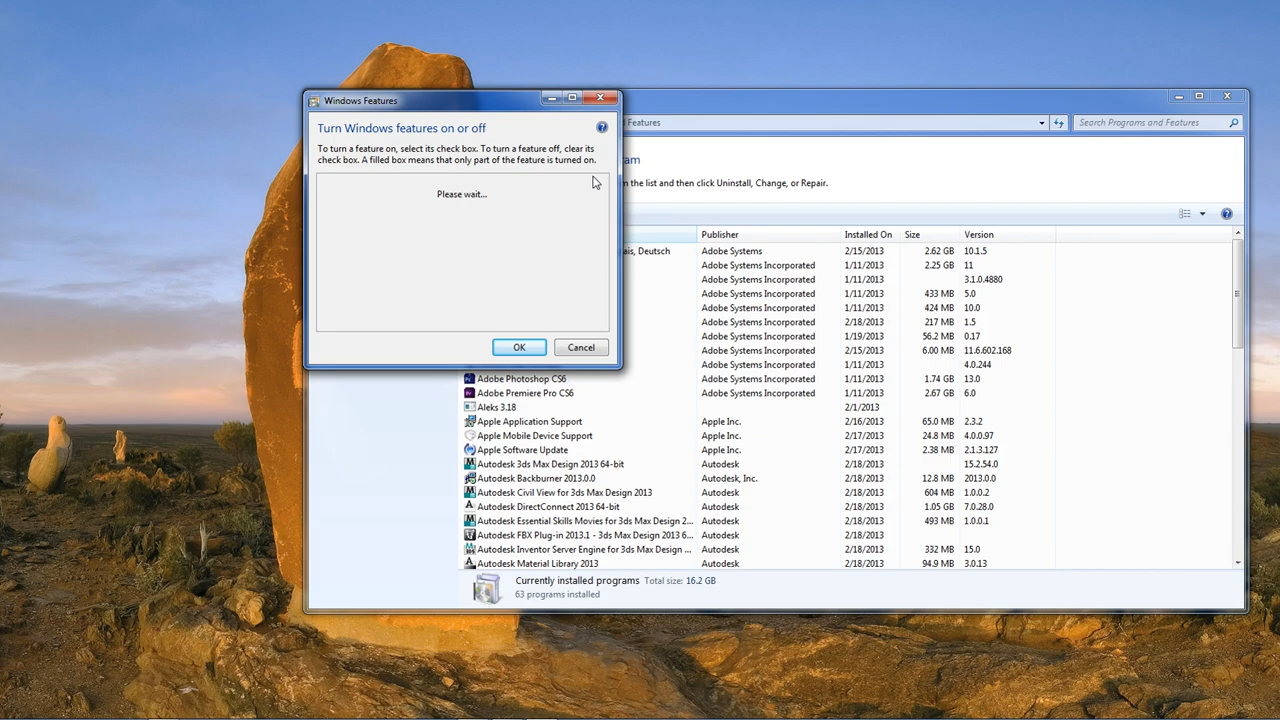 Windows Features
Turn Windows features on or off
To turn a feature on, select its check box. To turn a feature off, clear its
check box. A filled box means that only part of the feature is turned on.
Please wait...
OK Cancel
d Features
Search Programs and Features
am
n the list and then click Uninstall, Change, or Repair.
Publisher Installed On Size Version
ais, Deutsch Adobe Systems 2/15/2013 2.62 GB 10.1.5
Adobe Systems Incorporated 1/11/2013 2.25 GB 11
Adobe Systems Incorporated 1/11/2013 3.1.0.4880
Adobe Systems Incorporated 1/11/2013 433 MB 5.0
Adobe Systems Incorporated 1/11/2013 424 MB 10.0
Adobe Systems Incorporated 2/18/2013 217 MB 1.5
Adobe Systems Incorporated 1/19/2013 56.2 MB 0.17
Adobe Systems Incorporated 2/15/2013 6.00 MB 11.6.602.168
Adobe Systems Incorporated 1/11/2013 4.0.244
Adobe Photoshop CS6 Adobe Systems Incorporated 1/11/2013 1.74 GB 13.0
Adobe Premiere Pro CS6 Adobe Systems Incorporated 1/11/2013 2.67 GB 6.0
Aleks 3.18 2/1/2013
Apple Application Support Apple Inc. 2/16/2013 65.0 MB 2.3.2
Apple Mobile Device Support Apple Inc. 2/17/2013 24.8 MB 4.0.0.97
Apple Software Update Apple Inc. 2/17/2013 2.38 MB 2.1.3.127
Autodesk 3ds Max Design 2013 64-bit Autodesk 2/18/2013 15.2.54.0
Autodesk Backburner 2013.0.0 Autodesk, Inc. 2/18/2013 12.8 MB 2013.0.0
Autodesk Civil View for 3ds Max Design 2013 Autodesk 2/18/2013 604 MB 1.0.0.2
Autodesk DirectConnect 2013 64-bit Autodesk 2/18/2013 1.05 GB 7.0.28.0
Autodesk Essential Skills Movies for 3ds Max Design 2... Autodesk 2/18/2013 493 MB 1.0.0.1
Autodesk FBX Plug-in 2013.1 - 3ds Max Design 2013 6... Autodesk 2/18/2013
Autodesk Inventor Server Engine for 3ds Max Design ... Autodesk 2/18/2013 332 MB 15.0
Autodesk Material Library 2013 Autodesk 2/18/2013 94.9 MB 3.0.13
Currently installed programs Total size: 16.2 GB
63 programs installed